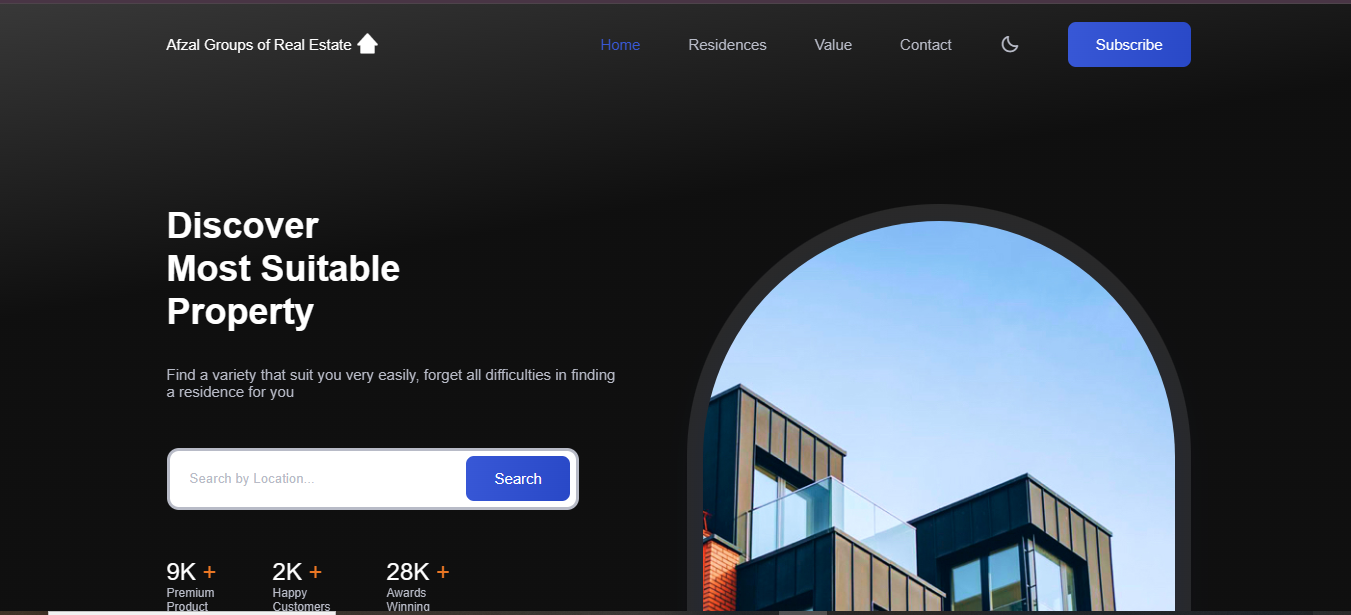 Afzal Groups of Real Estate
Home Residences Value Contact Subscribe
Discover
Most Suitable
Property
Find a variety that suit you very easily, forget all difficulties in finding
a residence for you
Search by Location... Search
9K + 2K + 28K +
Premium Happy Awards
Product Customers Winning